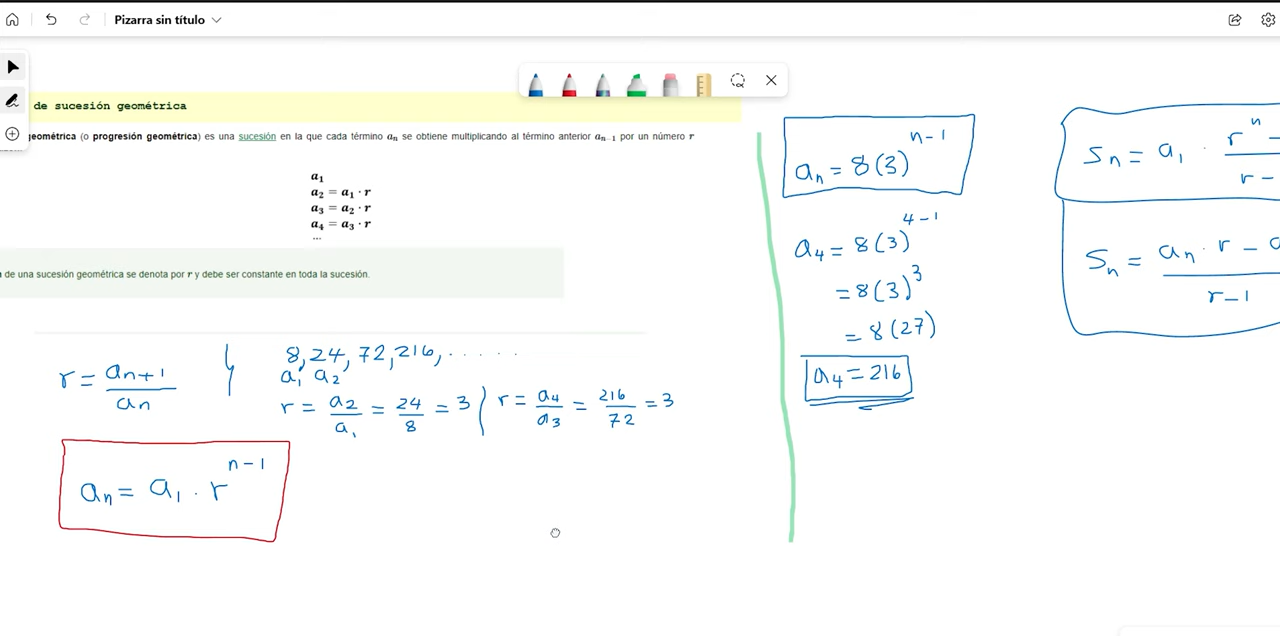 Pizarra sin título
de sucesión geométrica
geométrica (o progresión geométrica) es una sucesión en la que cada término aₙ se obtiene multiplicando al término anterior aₙ₋₁ por un número r
a₁
a₂ = a₁ · r
a₃ = a₂ · r
a₄ = a₃ · r
...
de una sucesión geométrica se denota por r y debe ser constante en toda la sucesión.
r = aₙ₊₁ / aₙ
8, 24, 72, 216, . . . . . .
a₁ a₂
r = a₂ / a₁ = 24 / 8 = 3 ( r = a₄ / a₃ = 216 / 72 = 3
aₙ = a₁ · rⁿ⁻¹
aₙ = 8(3)ⁿ⁻¹
a₄ = 8(3)⁴⁻¹
= 8(3)³
= 8(27)
a₄ = 216
Sₙ = a₁ · rⁿ − / r −
Sₙ = aₙ · r − a / r − 1